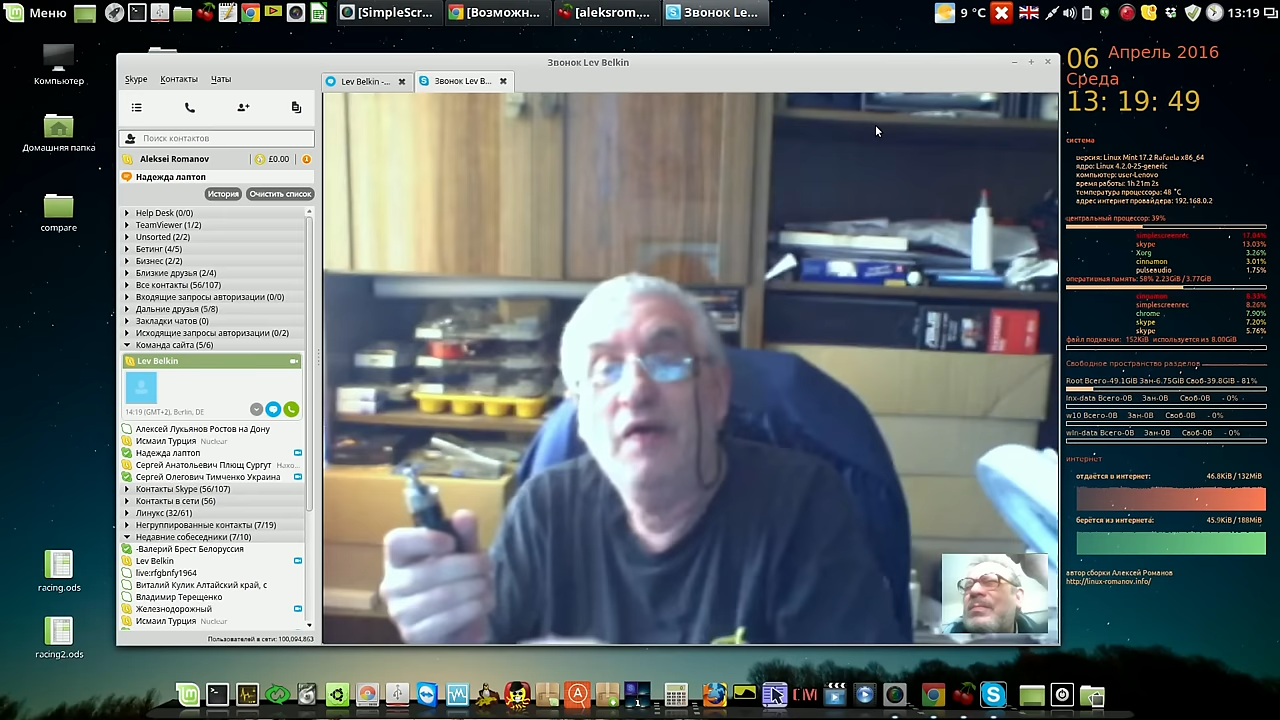 Меню
[SimpleScr...
[Возможн...
[aleksrom....
Звонок Le...
9 °C
13:19
Компьютер
Домашняя папка
compare
racing.ods
racing2.ods
Звонок Lev Belkin
Skype Контакты Чаты
Lev Belkin -...
Звонок Lev B...
Поиск контактов
Aleksei Romanov
£0.00
Надежда лаптоп
История
Очистить список
Help Desk (0/0)
TeamViewer (1/2)
Unsorted (2/2)
Бетинг (4/5)
Бизнес (2/2)
Близкие друзья (2/4)
Все контакты (56/107)
Входящие запросы авторизации (0/0)
Дальние друзья (5/8)
Закладки чатов (0)
Исходящие запросы авторизации (0/2)
Команда сайта (5/6)
Lev Belkin
14:19 (GMT+2), Berlin, DE
Алексей Лукьянов Ростов на Дону
Исмаил Турция Nuclear
Надежда лаптоп
Сергей Анатольевич Плющ Сургут Нахо...
Сергей Олегович Тимченко Украина
Контакты Skype (56/107)
Контакты в сети (56)
Линукс (32/61)
Негруппированные контакты (7/19)
Недавние собеседники (7/10)
-Валерий Брест Белоруссия
Lev Belkin
live:rfgbnfy1964
Виталий Кулик Алтайский край, с
Владимир Терещенко
Железнодорожный
Исмаил Турция Nuclear
Пользователей в сети: 100,094,863
ASUS
06 Апрель 2016
Среда
13: 19: 49
система
версия: Linux Mint 17.2 Rafaela x86_64
ядро: Linux 4.2.0-25-generic
компьютер: user-Lenovo
время работы: 1h 21m 2s
температура процессора: 48 °C
адрес интернет провайдера: 192.168.0.2
центральный процессор: 39%
simplescreenrec 17.04%
skype 13.03%
Xorg 3.26%
cinnamon 3.01%
pulseaudio 1.75%
оперативная память: 58% 2.23GiB / 3.77GiB
cinnamon 8.33%
simplescreenrec 8.26%
chrome 7.90%
skype 7.20%
skype 5.76%
файл подкачки: 152KiB используется из 8.00GiB
Свободное пространство разделов
Root Всего-49.1GIB Зан-6.75GIB Своб-39.8GIB - 81%
lnx-data Всего-0B Зан-0B Своб-0B - 0%
w10 Всего-0B Зан-0B Своб-0B - 0%
win-data Всего-0B Зан-0B Своб-0B - 0%
интернет
отдаётся в интернет: 46.8KiB / 132MiB
берётся из интернета: 45.9KiB / 188MiB
автор сборки Алексей Романов
http://linux-romanov.info/